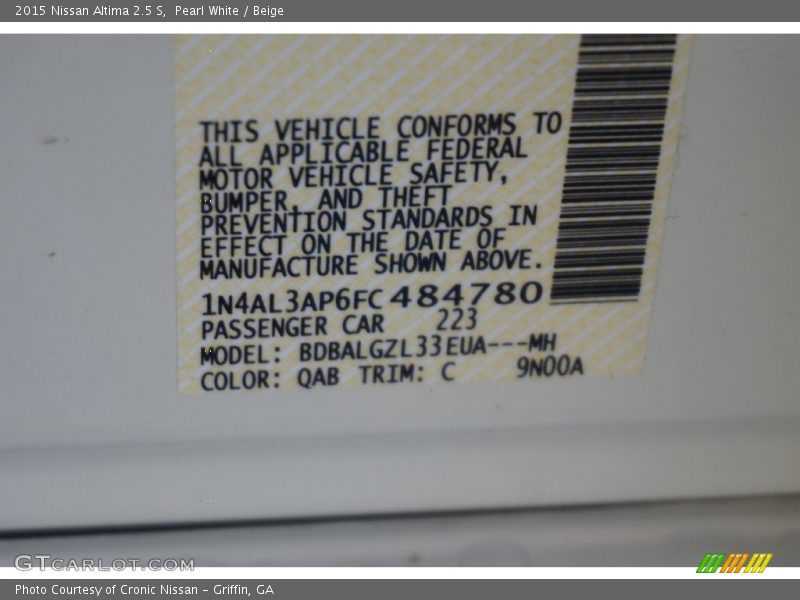 2015 Nissan Altima 2.5 S,  Pearl White / Beige
THIS VEHICLE CONFORMS TO
ALL APPLICABLE FEDERAL
MOTOR VEHICLE SAFETY,
BUMPER, AND THEFT
PREVENTION STANDARDS IN
EFFECT ON THE DATE OF
MANUFACTURE SHOWN ABOVE.
1N4AL3AP6FC484780
PASSENGER CAR 223
MODEL: BDBALGZL33EUA---MH
COLOR: QAB TRIM: C 9N00A
GTCARLOT.COM
Photo Courtesy of Cronic Nissan - Griffin, GA